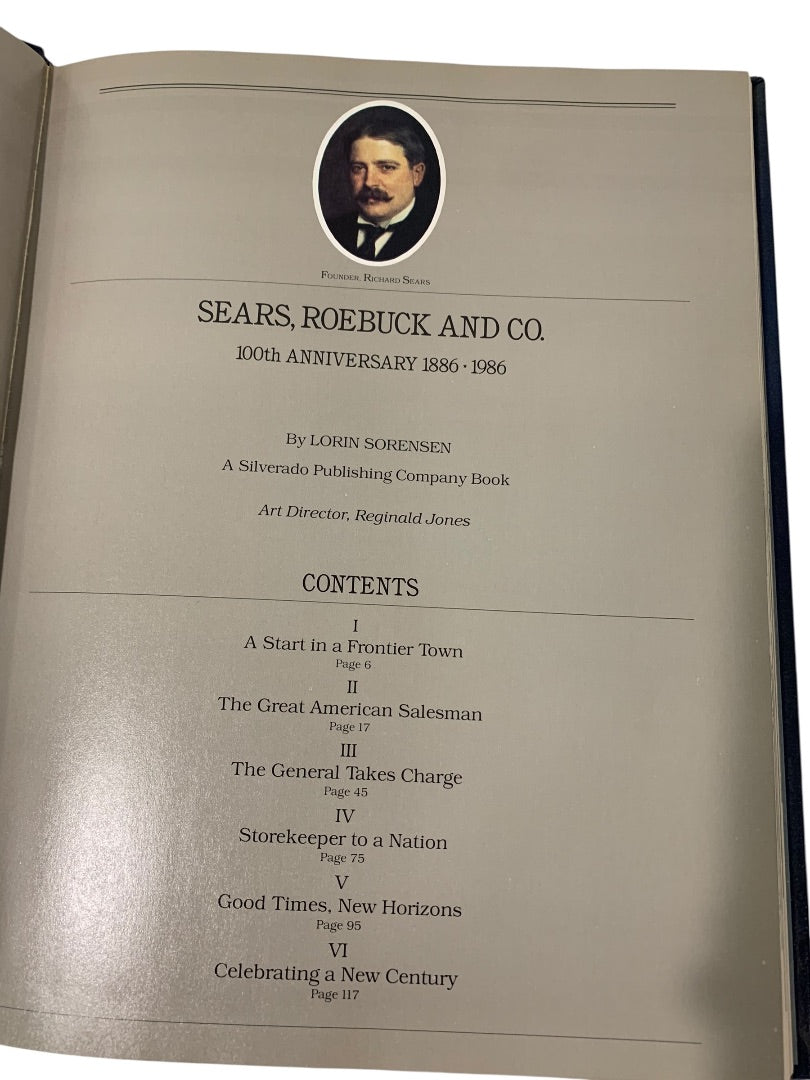 FOUNDER, RICHARD SEARS
SEARS, ROEBUCK AND CO.
100th ANNIVERSARY 1886 · 1986
By LORIN SORENSEN
A Silverado Publishing Company Book
Art Director, Reginald Jones
CONTENTS
I
A Start in a Frontier Town
Page 6
II
The Great American Salesman
Page 17
III
The General Takes Charge
Page 45
IV
Storekeeper to a Nation
Page 75
V
Good Times, New Horizons
Page 95
VI
Celebrating a New Century
Page 117